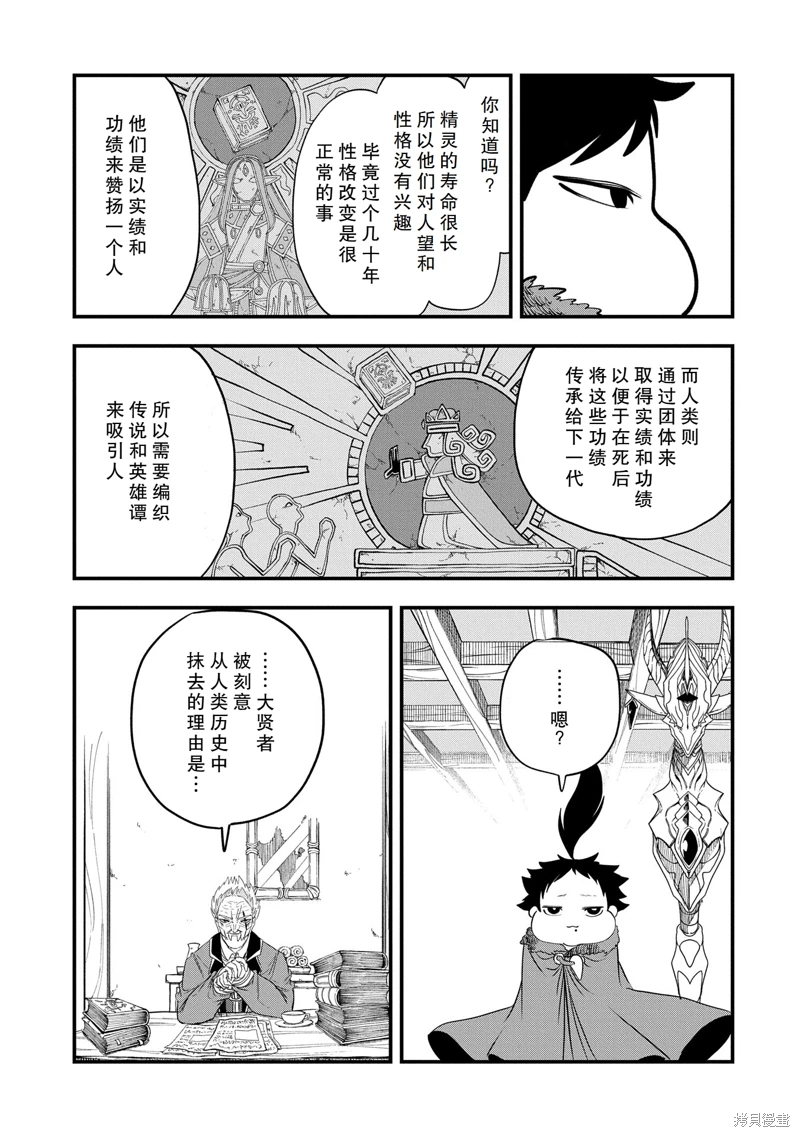 你知道吗？
精灵的寿命很长
所以他们对人望和
性格没有兴趣
毕竟过个几十年
性格改变是很
正常的事
他们是以实绩和
功绩来赞扬一个人
而人类则
通过团体来
取得实绩和功绩
以便于在死后
将这些功绩
传承给下一代
所以需要编织
传说和英雄谭
来吸引人
……嗯？
……大贤者
被刻意
从人类历史中
抹去的理由是…
拷貝漫畫